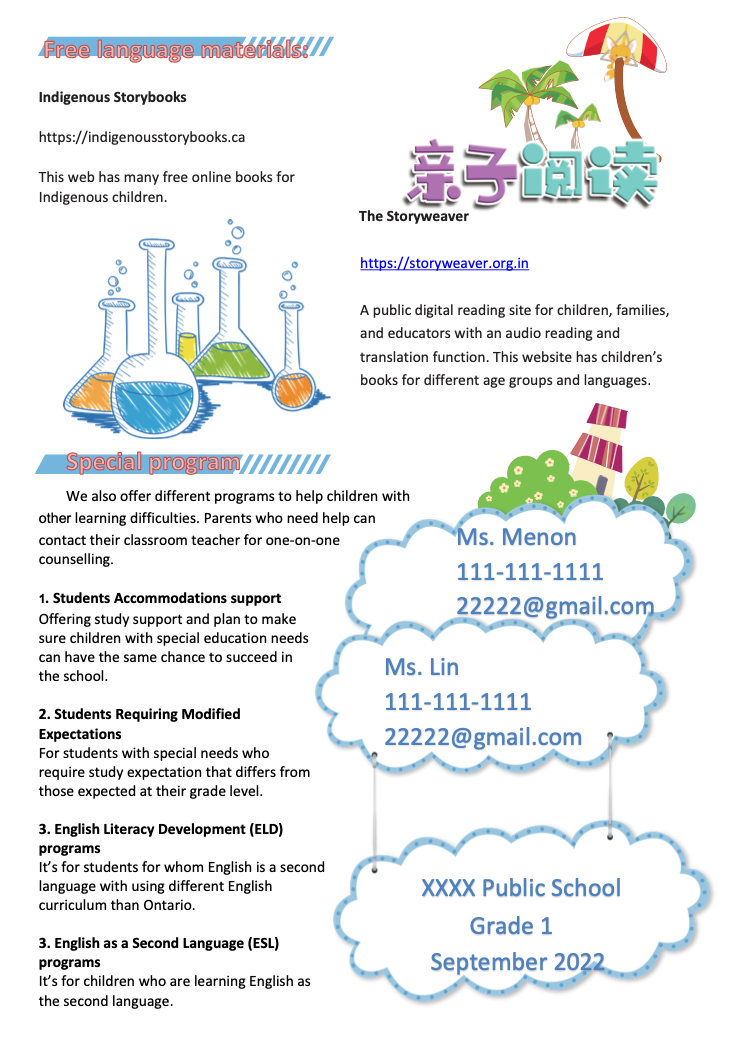 Free language materials:
Indigenous Storybooks
https://indigenousstorybooks.ca
This web has many free online books for
Indigenous children.
亲子阅读
The Storyweaver
https://storyweaver.org.in
A public digital reading site for children, families,
and educators with an audio reading and
translation function. This website has children’s
books for different age groups and languages.
Special program
We also offer different programs to help children with
other learning difficulties. Parents who need help can
contact their classroom teacher for one-on-one
counselling.
1. Students Accommodations support
Offering study support and plan to make
sure children with special education needs
can have the same chance to succeed in
the school.
2. Students Requiring Modified
Expectations
For students with special needs who
require study expectation that differs from
those expected at their grade level.
3. English Literacy Development (ELD)
programs
It’s for students for whom English is a second
language with using different English
curriculum than Ontario.
3. English as a Second Language (ESL)
programs
It’s for children who are learning English as
the second language.
Ms. Menon
111-111-1111
22222@gmail.com
Ms. Lin
111-111-1111
22222@gmail.com
XXXX Public School
Grade 1
September 2022